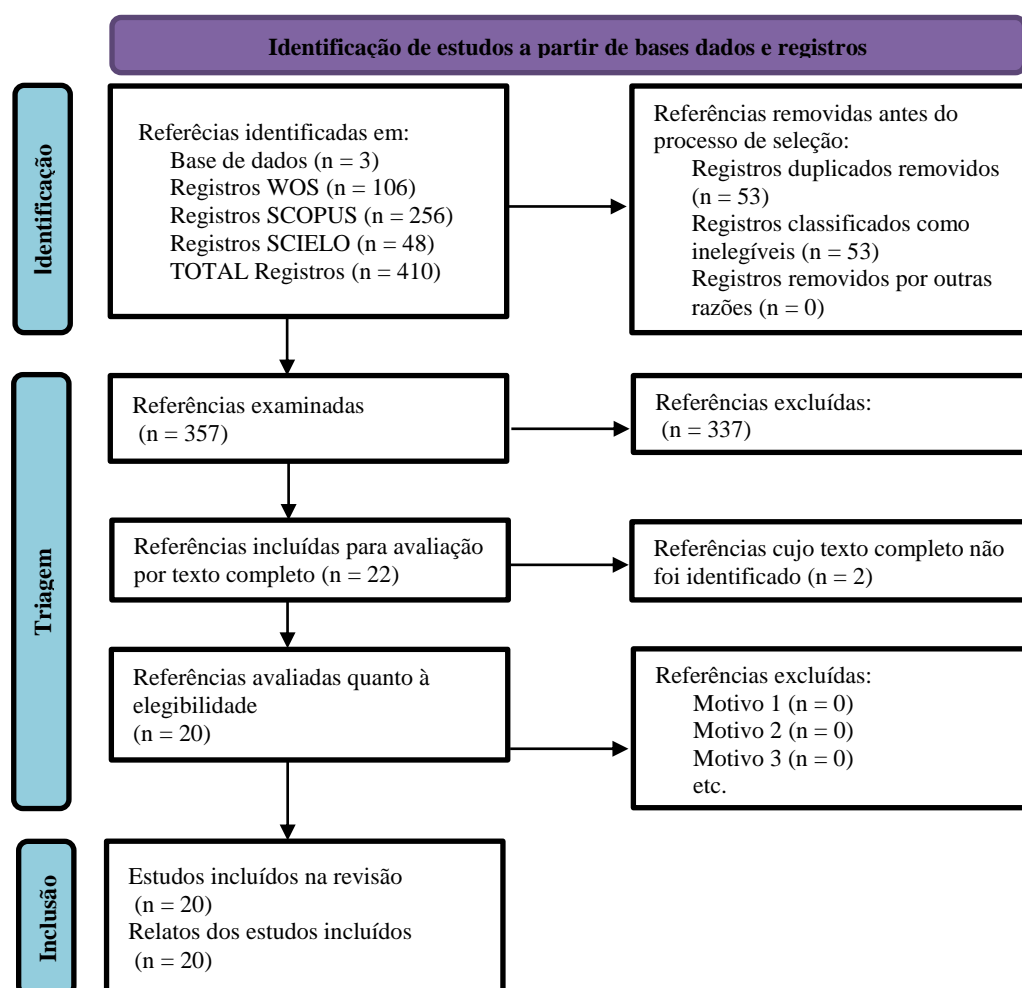 Identificação de estudos a partir de bases dados e registros
Identificação
Referêcias identificadas em:
Base de dados (n = 3)
Registros WOS (n = 106)
Registros SCOPUS (n = 256)
Registros SCIELO (n = 48)
TOTAL Registros (n = 410)
Referências removidas antes do
processo de seleção:
Registros duplicados removidos
(n = 53)
Registros classificados como
inelegíveis (n = 53)
Registros removidos por outras
razões (n = 0)
Triagem
Referências examinadas
(n = 357)
Referências excluídas:
(n = 337)
Referências incluídas para avaliação
por texto completo (n = 22)
Referências cujo texto completo não
foi identificado (n = 2)
Referências avaliadas quanto à
elegibilidade
(n = 20)
Referências excluídas:
Motivo 1 (n = 0)
Motivo 2 (n = 0)
Motivo 3 (n = 0)
etc.
Inclusão
Estudos incluídos na revisão
(n = 20)
Relatos dos estudos incluídos
(n = 20)